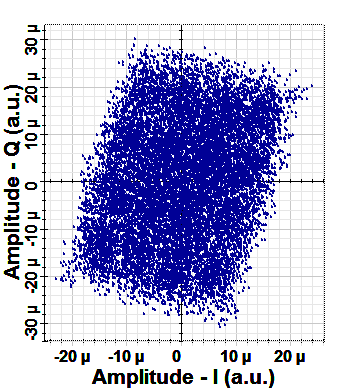 Amplitude - Q (a.u.)
30 µ
20 µ
10 µ
0
-10 µ
-20 µ
-30 µ
-20 µ -10 µ 0 10 µ 20 µ
Amplitude - I (a.u.)